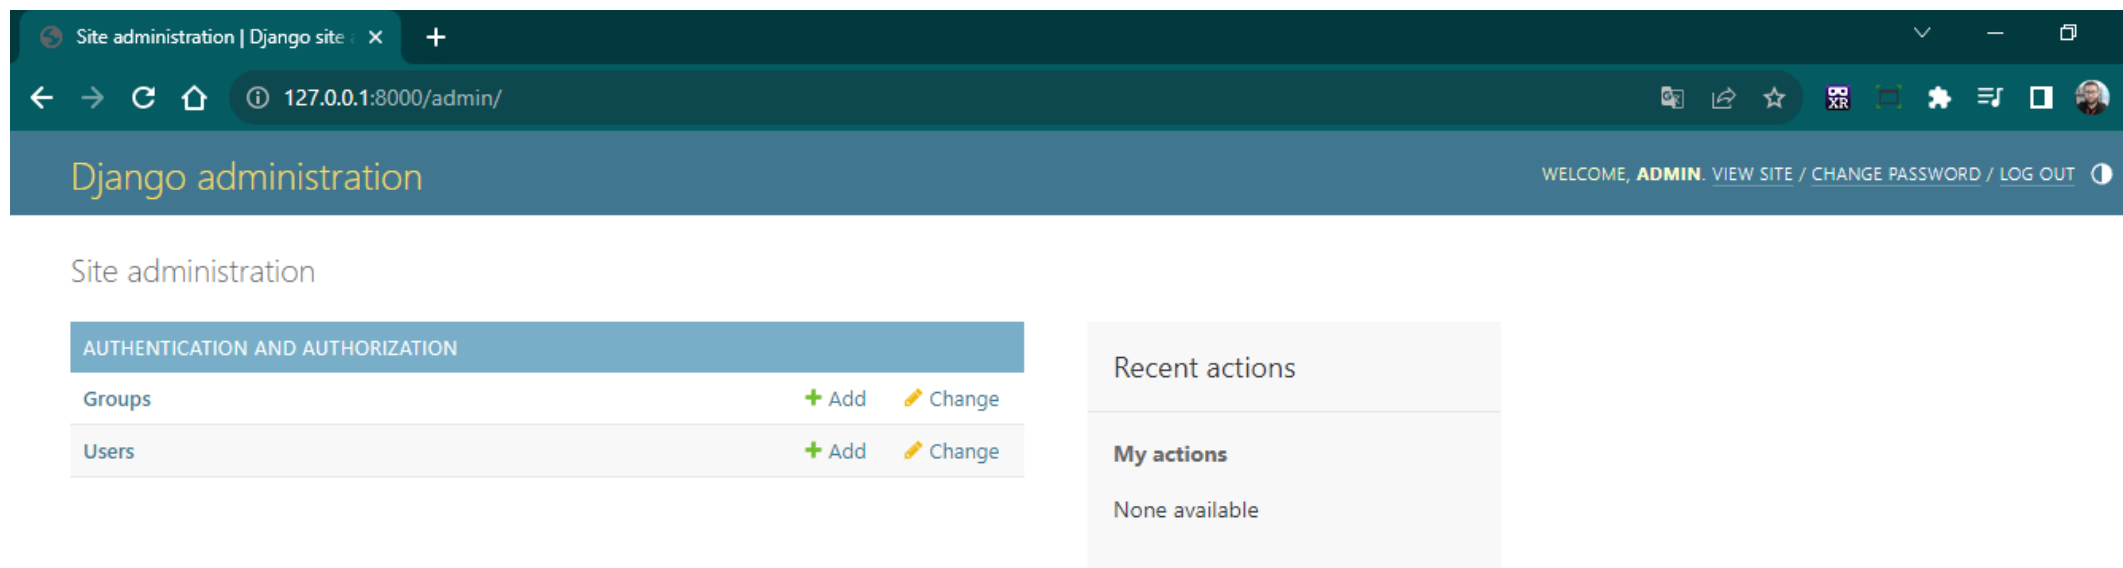 Site administration | Django site
127.0.0.1:8000/admin/
XR
Django administration
WELCOME, ADMIN. VIEW SITE / CHANGE PASSWORD / LOG OUT
Site administration
AUTHENTICATION AND AUTHORIZATION
Groups Add Change
Users Add Change
Recent actions
My actions
None available